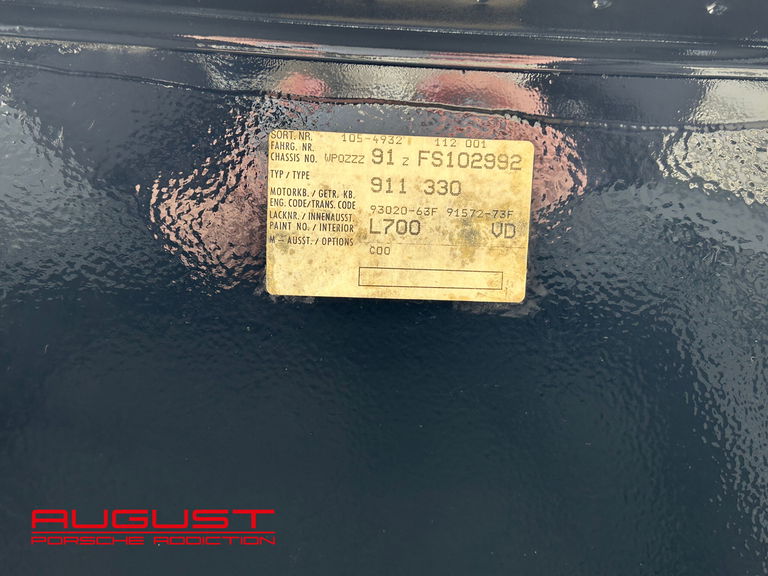 SORT. NR. 105-4932 112 001
FAHRG. NR.
CHASSIS NO. WPOZZZ 91 Z FS102992
TYP / TYPE 911 330
MOTORKB. / GETR. KB.
ENG. CODE/TRANS. CODE 93020-63F 91572-73F
LACKNR. / INNENAUSST.
PAINT NO. / INTERIOR L700 VD
M - AUSST. / OPTIONS C00
AUGUST
PORSCHE ADDICTION